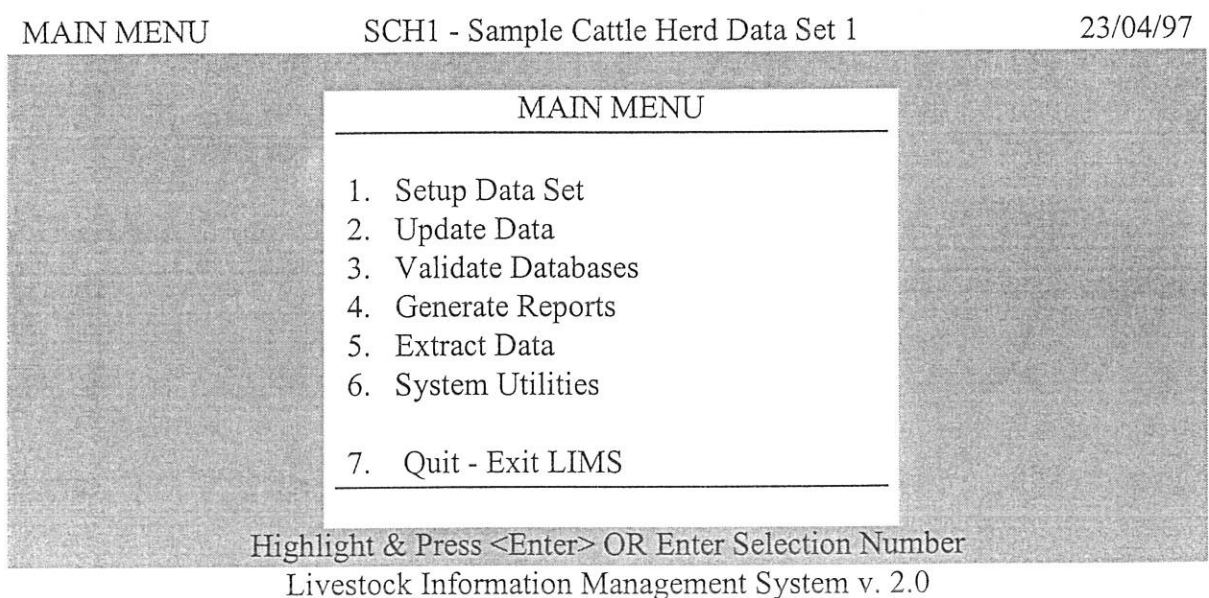 MAIN MENU SCH1 - Sample Cattle Herd Data Set 1 23/04/97
MAIN MENU
1. Setup Data Set
2. Update Data
3. Validate Databases
4. Generate Reports
5. Extract Data
6. System Utilities
7. Quit - Exit LIMS
Highlight & Press <Enter> OR Enter Selection Number
Livestock Information Management System v. 2.0